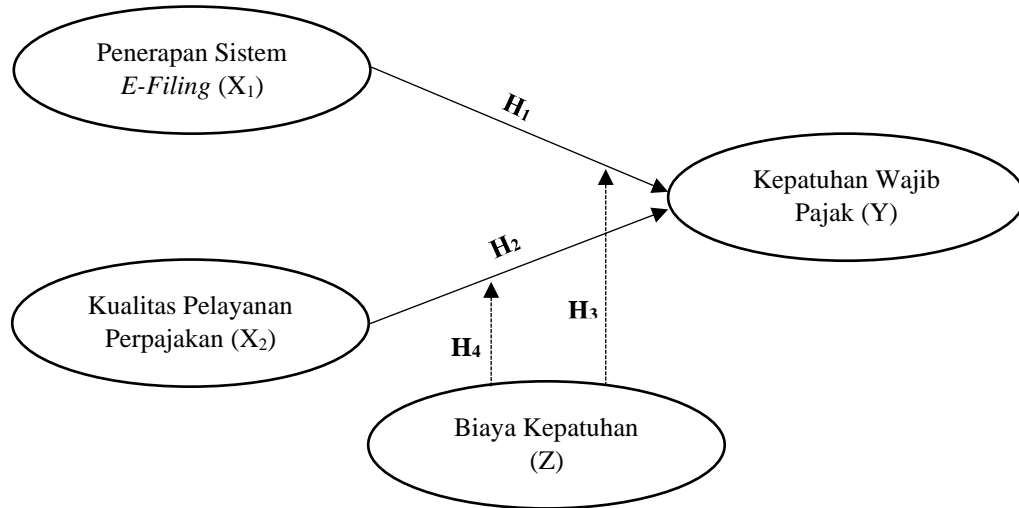 Penerapan Sistem
E-Filing (X₁)
H₁
Kepatuhan Wajib
Pajak (Y)
H₂
Kualitas Pelayanan
Perpajakan (X₂)
H₃
H₄
Biaya Kepatuhan
(Z)